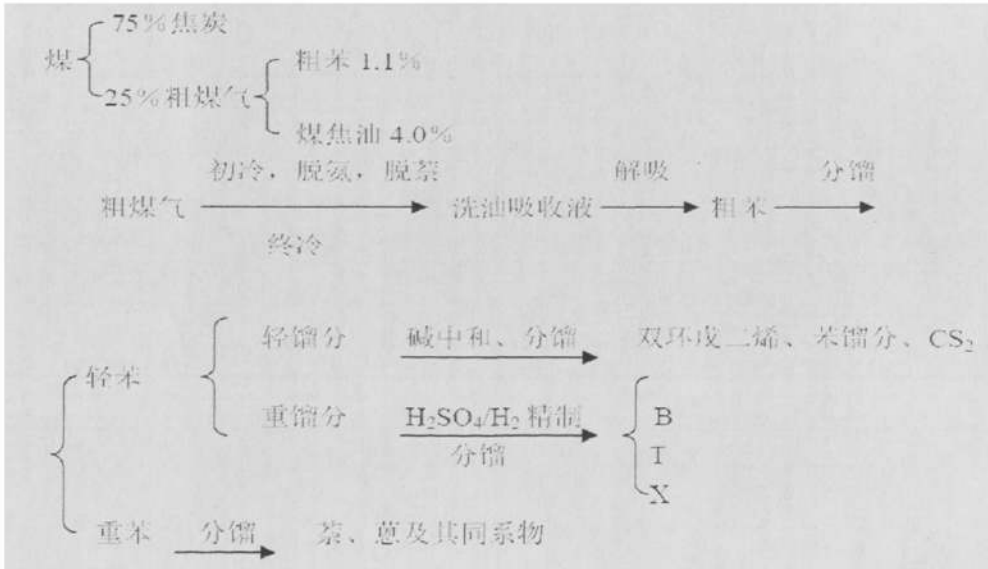 75%焦炭
煤
粗苯 1.1%
25%粗煤气
煤焦油 4.0%
初冷，脱氨，脱萘 解吸 分馏
粗煤气 洗油吸收液 粗苯
终冷
轻馏分 碱中和、分馏 双环戊二烯、苯馏分、CS₂
轻苯
重馏分 H₂SO₄/H₂精制 B
分馏 T
X
重苯 分馏 萘、蒽及其同系物